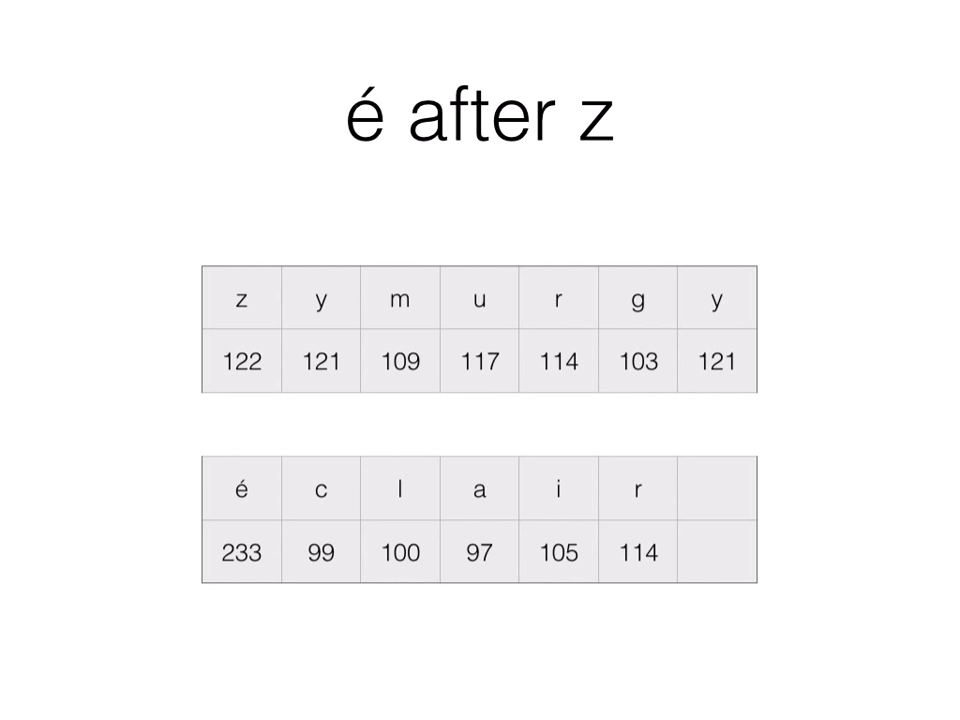 é after z
z y m u r g y
122 121 109 117 114 103 121
é c l a i r
233 99 100 97 105 114